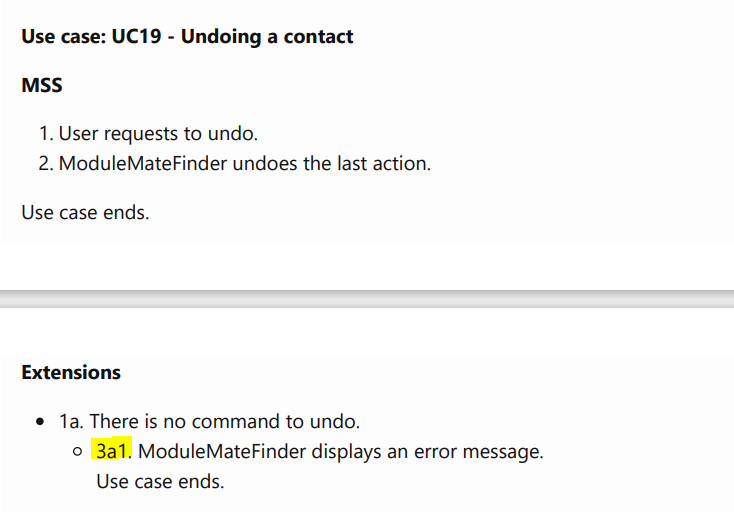 Use case: UC19 - Undoing a contact
MSS
1. User requests to undo.
2. ModuleMateFinder undoes the last action.
Use case ends.
Extensions
• 1a. There is no command to undo.
○ 3a1. ModuleMateFinder displays an error message.
Use case ends.